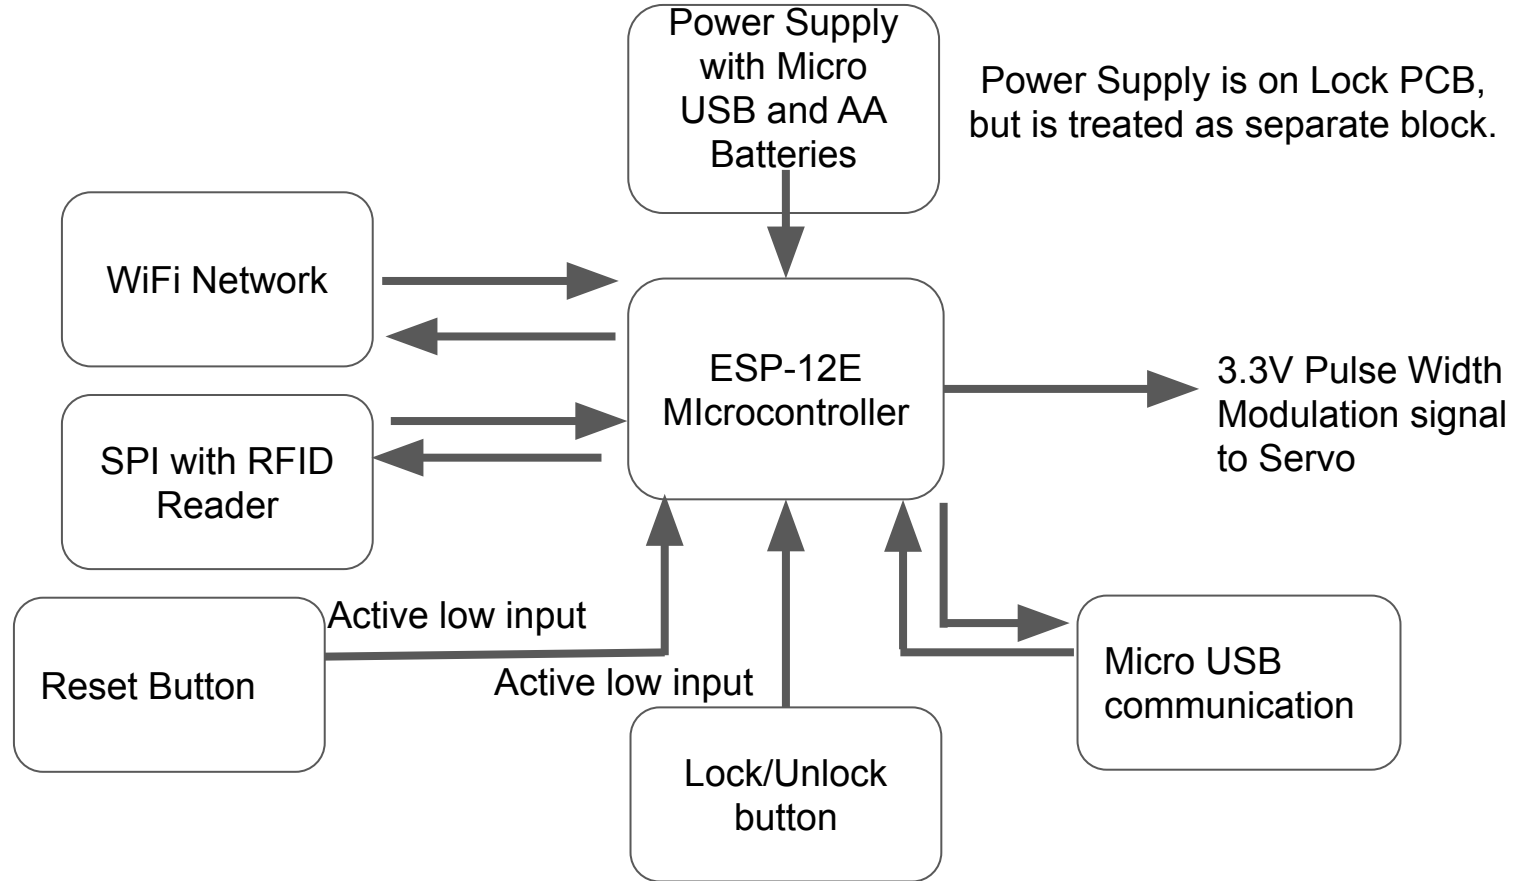 Power Supply
with Micro
USB and AA
Batteries
Power Supply is on Lock PCB,
but is treated as separate block.
WiFi Network
ESP-12E
MIcrocontroller
3.3V Pulse Width
Modulation signal
to Servo
SPI with RFID
Reader
Active low input
Reset Button
Active low input
Micro USB
communication
Lock/Unlock
button